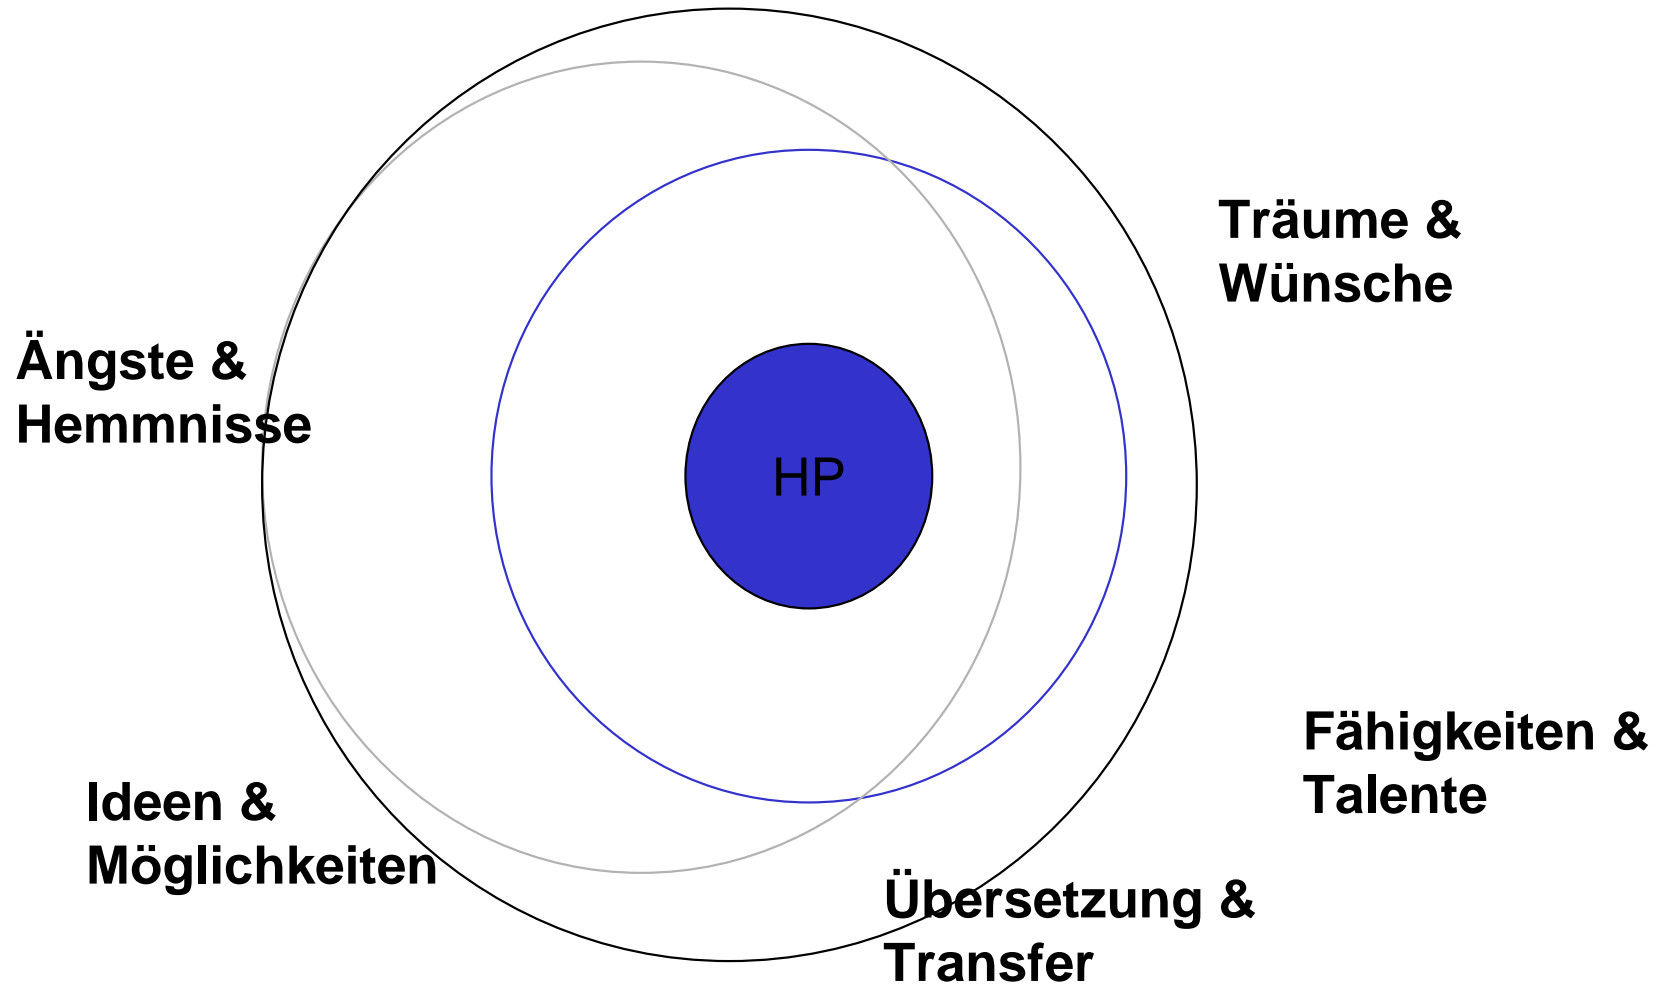 Träume &
Wünsche
Ängste &
Hemmnisse
HP
Fähigkeiten &
Talente
Ideen &
Möglichkeiten
Übersetzung &
Transfer